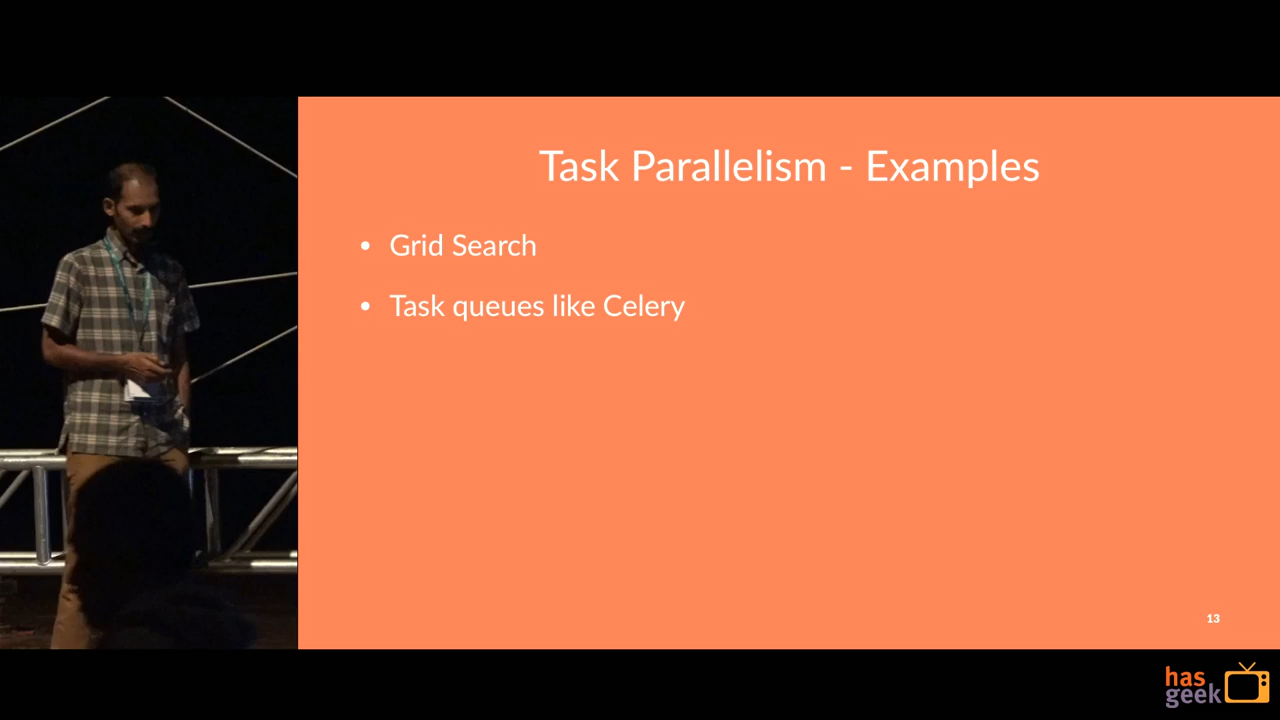 Task Parallelism - Examples
• Grid Search
• Task queues like Celery
13
has
geek